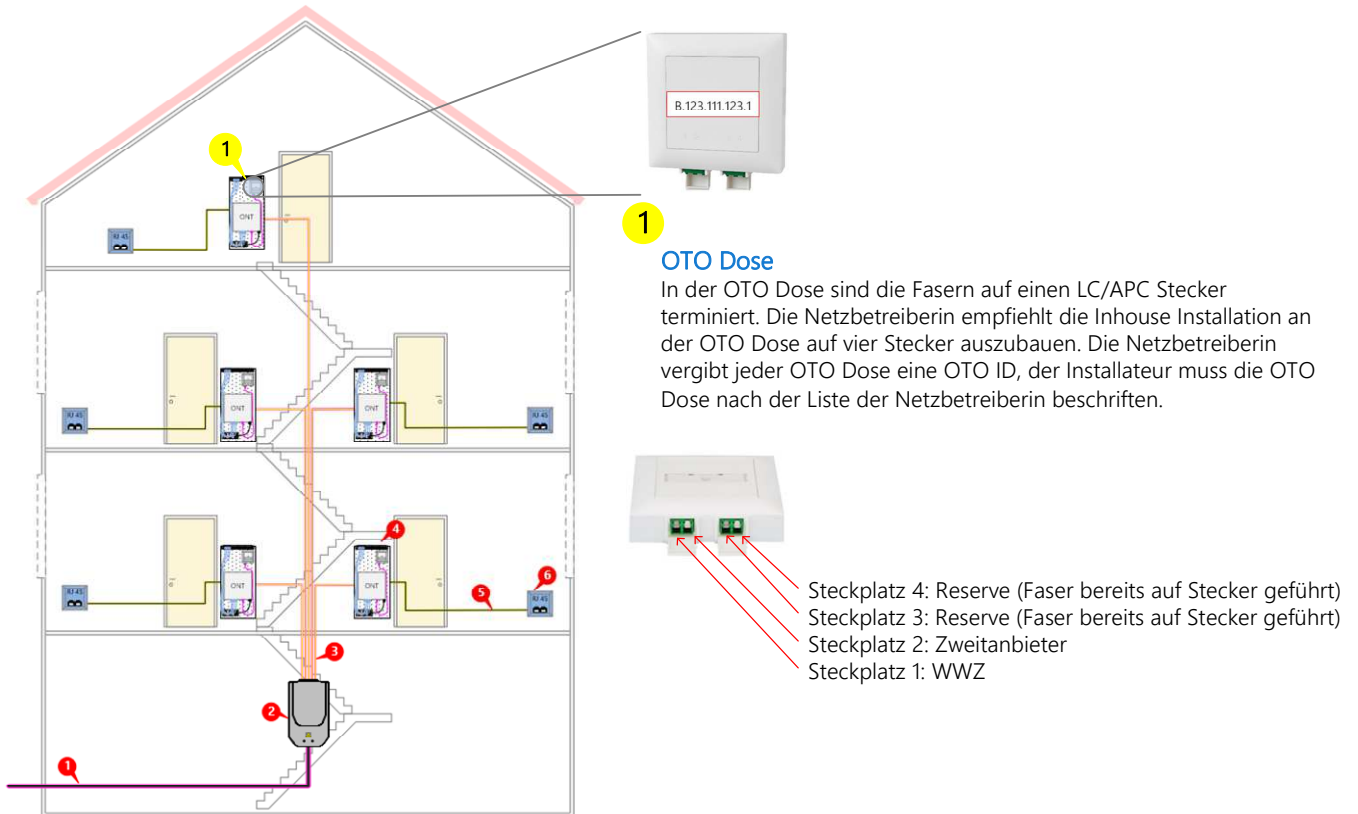 B.123.111.123.1
1
ONT
RJ 45
1
OTO Dose
In der OTO Dose sind die Fasern auf einen LC/APC Stecker
terminiert. Die Netzbetreiberin empfiehlt die Inhouse Installation an
der OTO Dose auf vier Stecker auszubauen. Die Netzbetreiberin
vergibt jeder OTO Dose eine OTO ID, der Installateur muss die OTO
Dose nach der Liste der Netzbetreiberin beschriften.
ONT
ONT
RJ 45
RJ 45
4
ONT
ONT
6
RJ 45
RJ 45
5
Steckplatz 4: Reserve (Faser bereits auf Stecker geführt)
Steckplatz 3: Reserve (Faser bereits auf Stecker geführt)
Steckplatz 2: Zweitanbieter
Steckplatz 1: WWZ
3
2
1